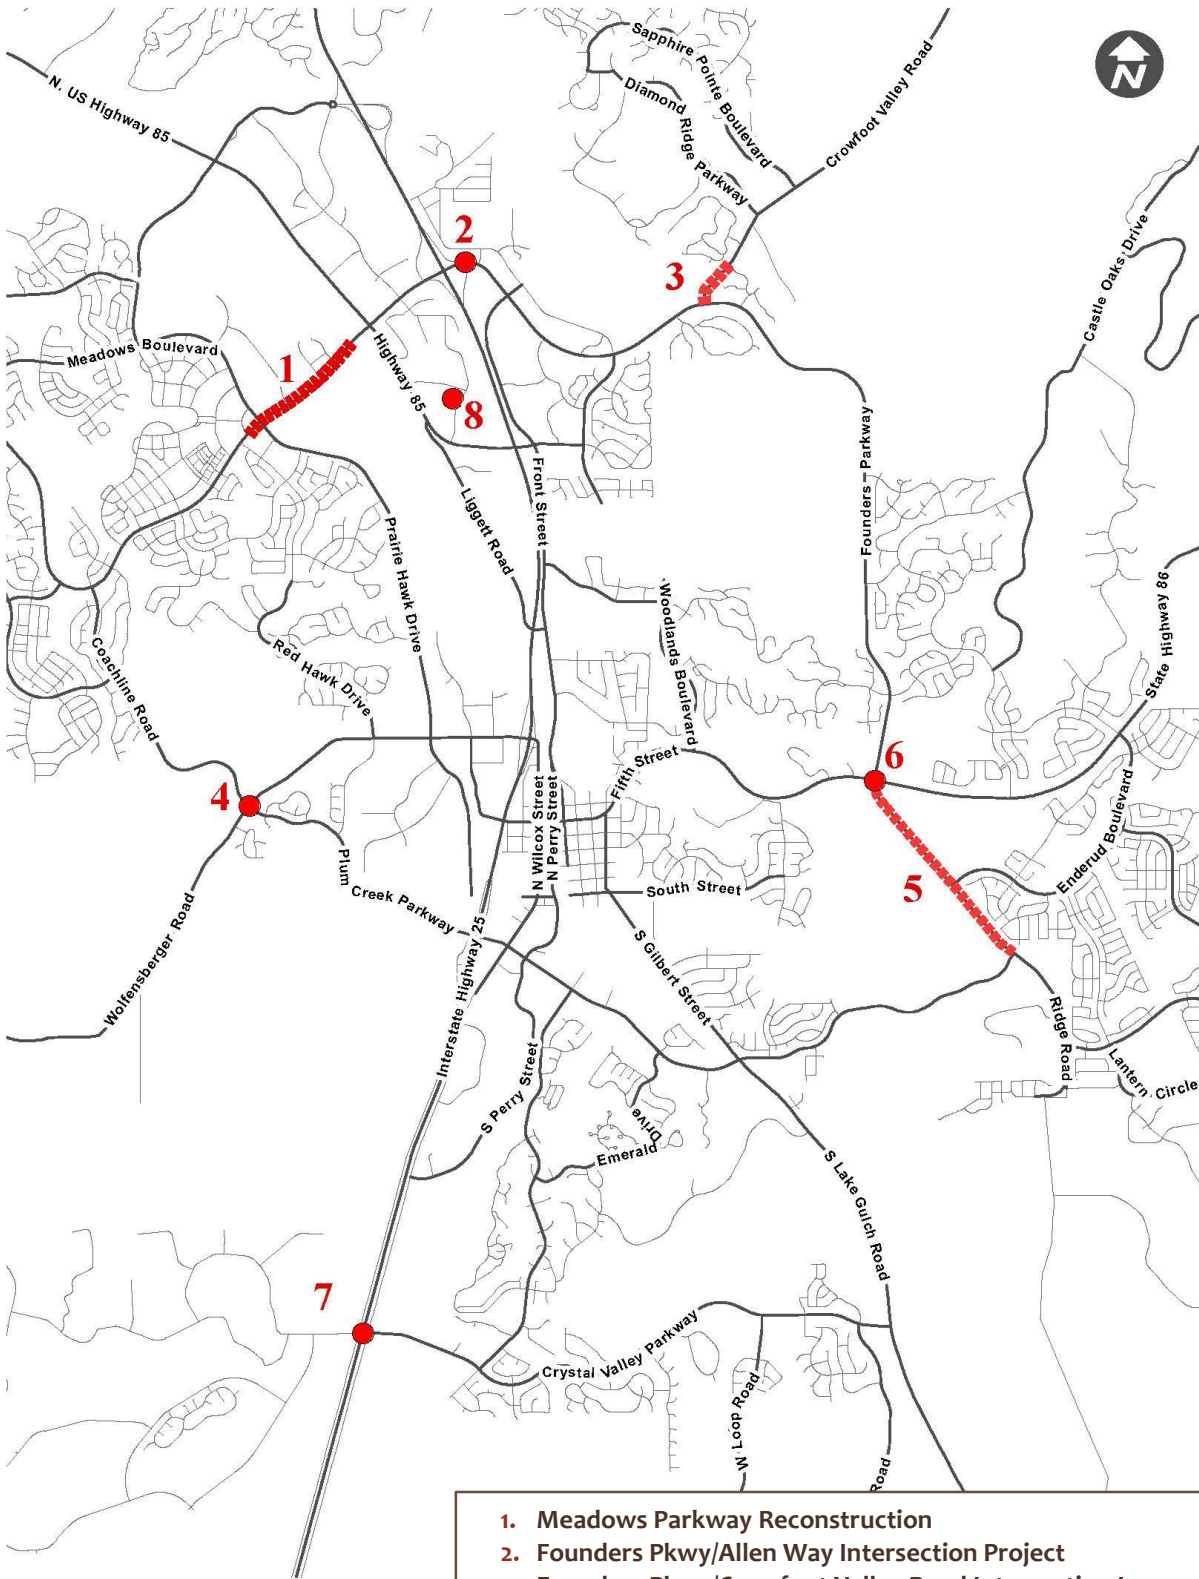 N
Sapphire Pointe Boulevard
Diamond Ridge Parkway
Crowfoot Valley Road
N. US Highway 85
2
3
Castle Oaks Drive
Meadows Boulevard
1
Highway 85
8
Front Street
Liggett Road
Founders Parkway
Prairie Hawk Drive
Woodlands Boulevard
State Highway 86
Red Hawk Drive
Coachline Road
Fifth Street
6
4
N Wilcox Street
N Perry Street
Enderud Boulevard
Plum Creek Parkway
South Street
5
Wolfensberger Road
S Gilbert Street
Interstate Highway 25
Ridge Road
Lantern Circle
S Perry Street
Emerald Drive
S Lake Gulch Road
7
Crystal Valley Parkway
W Loop Road
Road
1. Meadows Parkway Reconstruction
2. Founders Pkwy/Allen Way Intersection Project